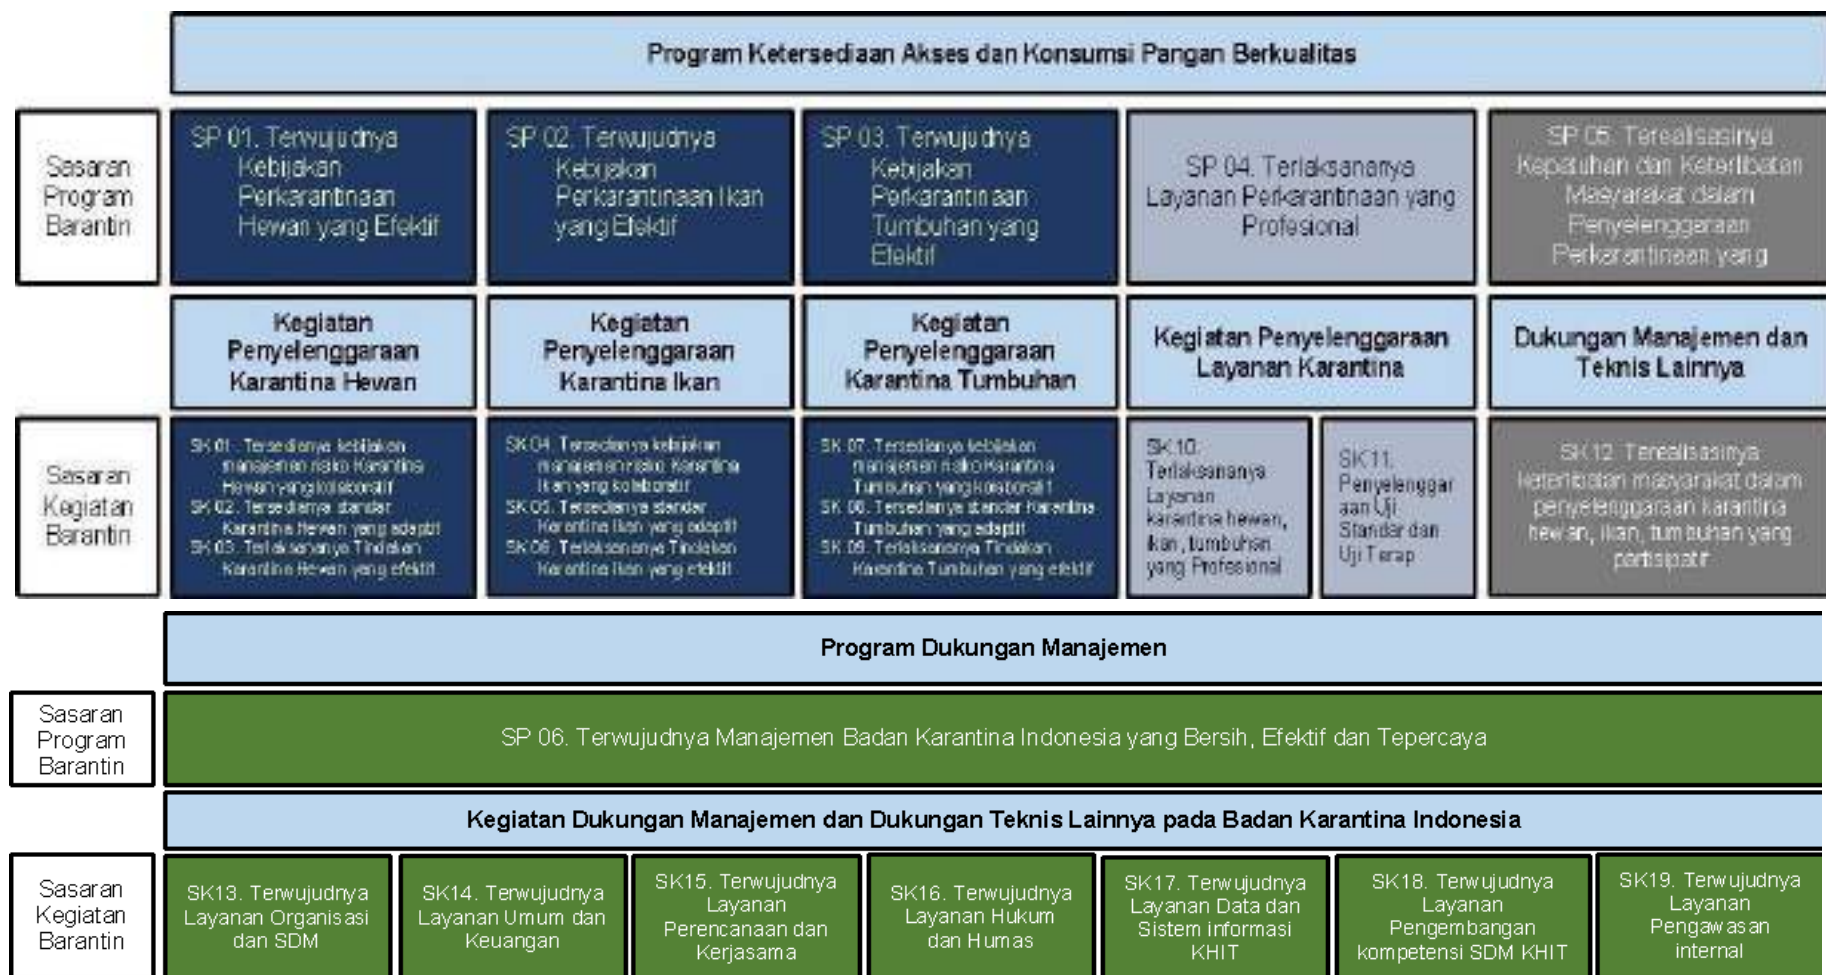 Program Ketersediaan Akses dan Konsumsi Pangan Berkualitas
Sasaran
Program
Barantin
SP 01. Terwujudnya
Kebijakan
Perkarantinaan
Hewan yang Efektif
SP 02. Terwujudnya
Kebijakan
Perkarantinaan Ikan
yang Efektif
SP 03. Terwujudnya
Kebijakan
Perkarantinaan
Tumbuhan yang
Efektif
SP 04. Terlaksananya
Layanan Perkarantinaan yang
Profesional
SP 05. Terealisasinya
Kepatuhan dan Keterlibatan
Masyarakat dalam
Penyelenggaraan
Perkarantinaan yang
Kegiatan
Penyelenggaraan
Karantina Hewan
Kegiatan
Penyelenggaraan
Karantina Ikan
Kegiatan
Penyelenggaraan
Karantina Tumbuhan
Kegiatan Penyelenggaraan
Layanan Karantina
Dukungan Manajemen dan
Teknis Lainnya
Sasaran
Kegiatan
Barantin
SK 01. Tersedianya kebijakan
manajemen risiko Karantina
Hewan yang kolaboratif
SK 02. Tersedianya standar
Karantina Hewan yang adaptif
SK 03. Terlaksananya Tindakan
Karantina Hewan yang efektif
SK 04. Tersedianya kebijakan
manajemen risiko Karantina
Ikan yang kolaboratif
SK 05. Tersedianya standar
Karantina Ikan yang adaptif
SK 06. Terlaksananya Tindakan
Karantina Ikan yang efektif
SK 07. Tersedianya kebijakan
manajemen risiko Karantina
Tumbuhan yang kolaboratif
SK 08. Tersedianya standar Karantina
Tumbuhan yang adaptif
SK 09. Terlaksananya Tindakan
Karantina Tumbuhan yang efektif
SK 10.
Terlaksananya
Layanan
karantina hewan,
ikan, tumbuhan
yang Profesional
SK11.
Penyelenggar
aan Uji
Standar dan
Uji Terap
SK12. Terealisasinya
keterlibatan masyarakat dalam
penyelenggaraan karantina
hewan, ikan, tumbuhan yang
partisipatif
Program Dukungan Manajemen
Sasaran
Program
Barantin
SP 06. Terwujudnya Manajemen Badan Karantina Indonesia yang Bersih, Efektif dan Tepercaya
Kegiatan Dukungan Manajemen dan Dukungan Teknis Lainnya pada Badan Karantina Indonesia
Sasaran
Kegiatan
Barantin
SK13. Terwujudnya
Layanan Organisasi
dan SDM
SK14. Terwujudnya
Layanan Umum dan
Keuangan
SK15. Terwujudnya
Layanan
Perencanaan dan
Kerjasama
SK16. Terwujudnya
Layanan Hukum
dan Humas
SK17. Terwujudnya
Layanan Data dan
Sistem informasi
KHIT
SK18. Terwujudnya
Layanan
Pengembangan
kompetensi SDM KHIT
SK19. Terwujudnya
Layanan
Pengawasan
internal